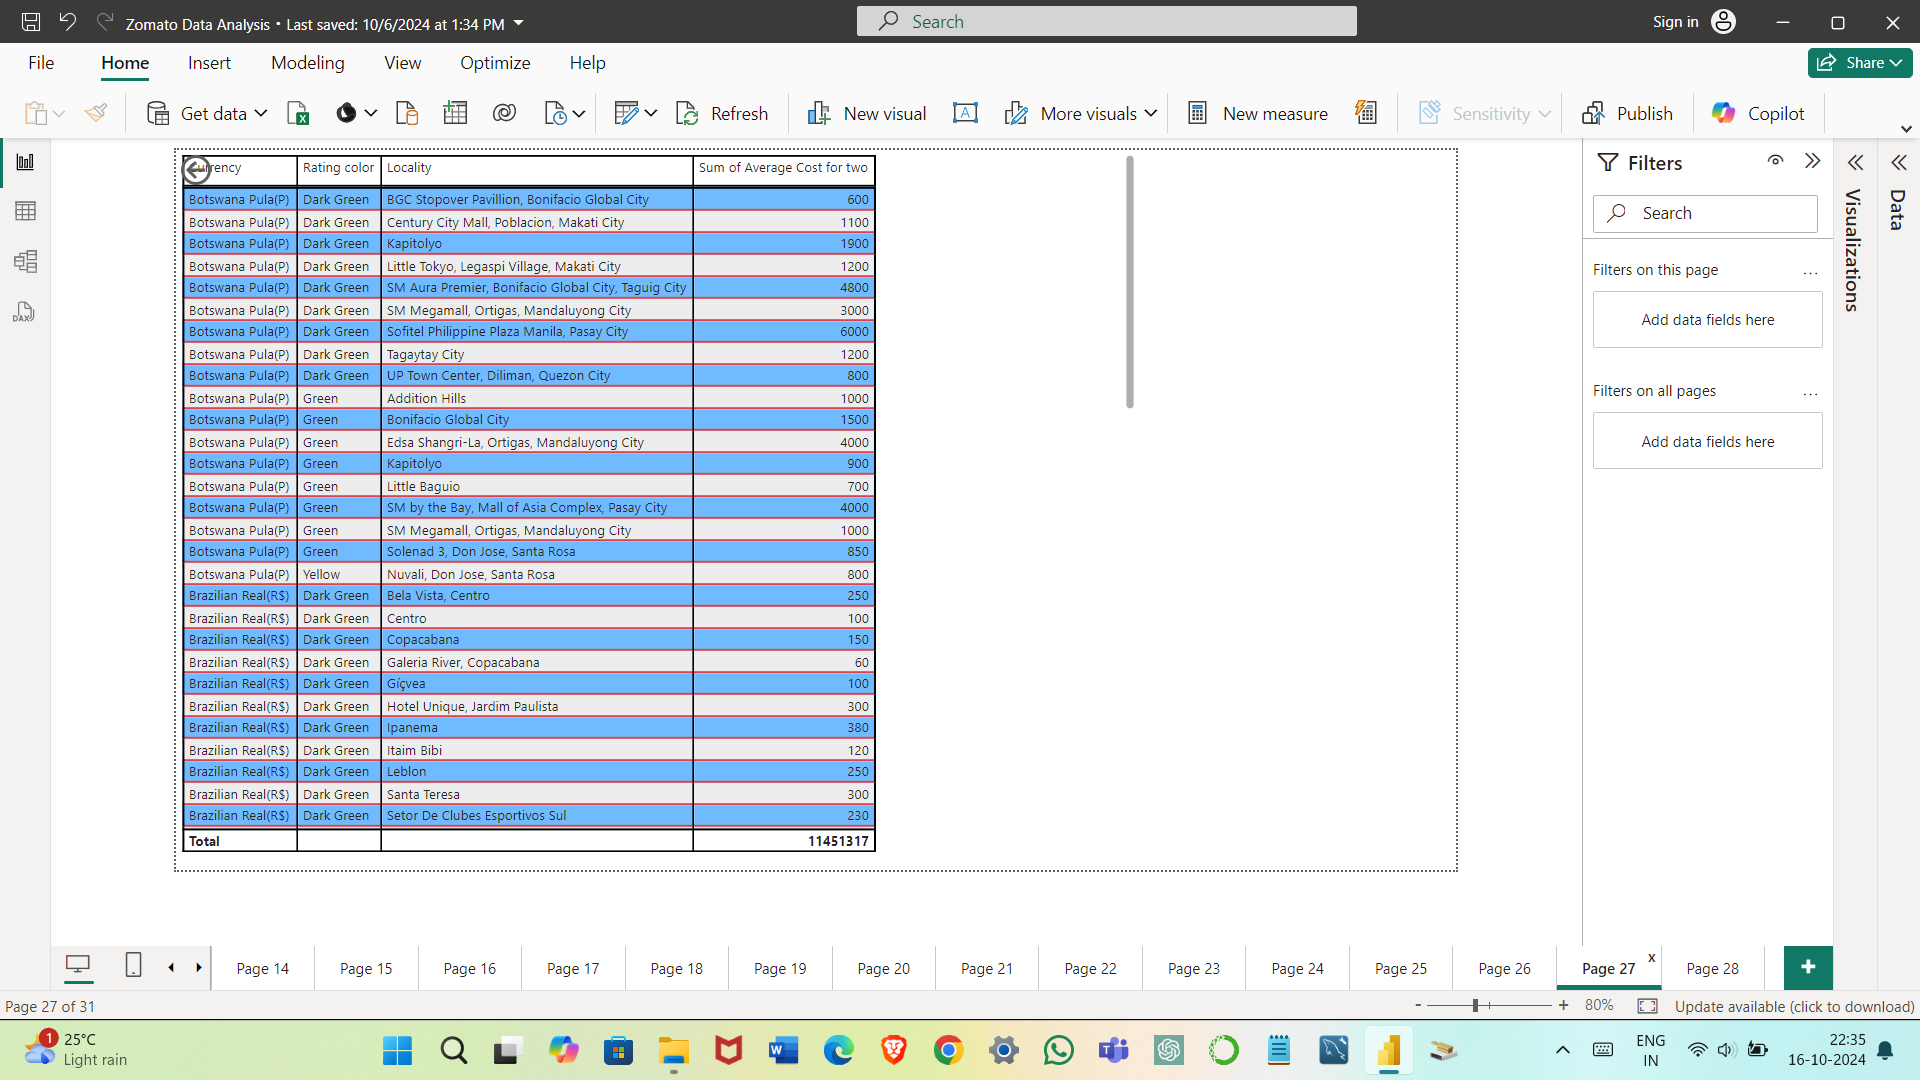 Zomato Data Analysis • Last saved: 10/6/2024 at 1:34 PM
Search
Sign in
File Home Insert Modeling View Optimize Help
Share
Get data
Refresh
New visual
More visuals
New measure
Sensitivity
Publish
Copilot
Currency Rating color Locality Sum of Average Cost for two
Botswana Pula(P) Dark Green BGC Stopover Pavillion, Bonifacio Global City 600
Botswana Pula(P) Dark Green Century City Mall, Poblacion, Makati City 1100
Botswana Pula(P) Dark Green Kapitolyo 1900
Botswana Pula(P) Dark Green Little Tokyo, Legaspi Village, Makati City 1200
Botswana Pula(P) Dark Green SM Aura Premier, Bonifacio Global City, Taguig City 4800
Botswana Pula(P) Dark Green SM Megamall, Ortigas, Mandaluyong City 3000
Botswana Pula(P) Dark Green Sofitel Philippine Plaza Manila, Pasay City 6000
Botswana Pula(P) Dark Green Tagaytay City 1200
Botswana Pula(P) Dark Green UP Town Center, Diliman, Quezon City 800
Botswana Pula(P) Green Addition Hills 1000
Botswana Pula(P) Green Bonifacio Global City 1500
Botswana Pula(P) Green Edsa Shangri-La, Ortigas, Mandaluyong City 4000
Botswana Pula(P) Green Kapitolyo 900
Botswana Pula(P) Green Little Baguio 700
Botswana Pula(P) Green SM by the Bay, Mall of Asia Complex, Pasay City 4000
Botswana Pula(P) Green SM Megamall, Ortigas, Mandaluyong City 1000
Botswana Pula(P) Green Solenad 3, Don Jose, Santa Rosa 850
Botswana Pula(P) Yellow Nuvali, Don Jose, Santa Rosa 800
Brazilian Real(R$) Dark Green Bela Vista, Centro 250
Brazilian Real(R$) Dark Green Centro 100
Brazilian Real(R$) Dark Green Copacabana 150
Brazilian Real(R$) Dark Green Galeria River, Copacabana 60
Brazilian Real(R$) Dark Green Gíçvea 100
Brazilian Real(R$) Dark Green Hotel Unique, Jardim Paulista 300
Brazilian Real(R$) Dark Green Ipanema 380
Brazilian Real(R$) Dark Green Itaim Bibi 120
Brazilian Real(R$) Dark Green Leblon 250
Brazilian Real(R$) Dark Green Santa Teresa 300
Brazilian Real(R$) Dark Green Setor De Clubes Esportivos Sul 230
Total 11451317
Filters
Search
Filters on this page ...
Add data fields here
Filters on all pages ...
Add data fields here
Visualizations
Data
DAX
Page 14 Page 15 Page 16 Page 17 Page 18 Page 19 Page 20 Page 21 Page 22 Page 23 Page 24 Page 25 Page 26 Page 27 x Page 28 +
Page 27 of 31
- + 80%
Update available (click to download)
1
25°C
Light rain
ENG
IN
22:35
16-10-2024